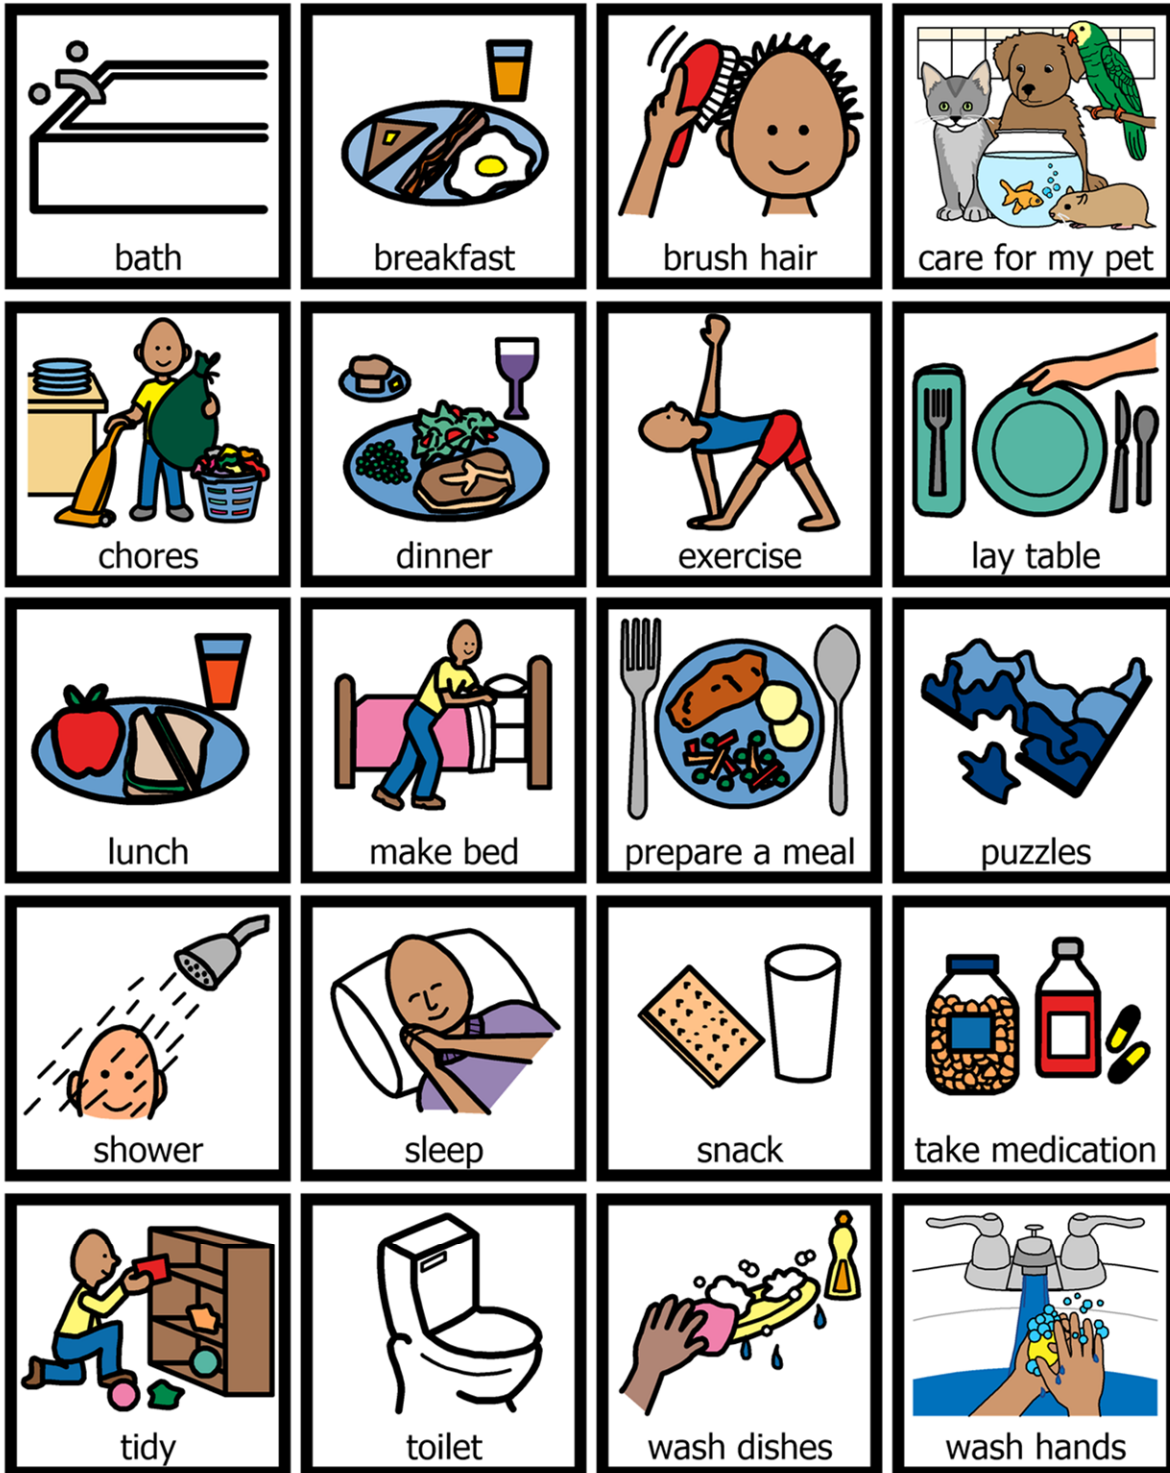 bath
breakfast
brush hair
care for my pet
chores
dinner
exercise
lay table
lunch
make bed
prepare a meal
puzzles
shower
sleep
snack
take medication
tidy
toilet
wash dishes
wash hands